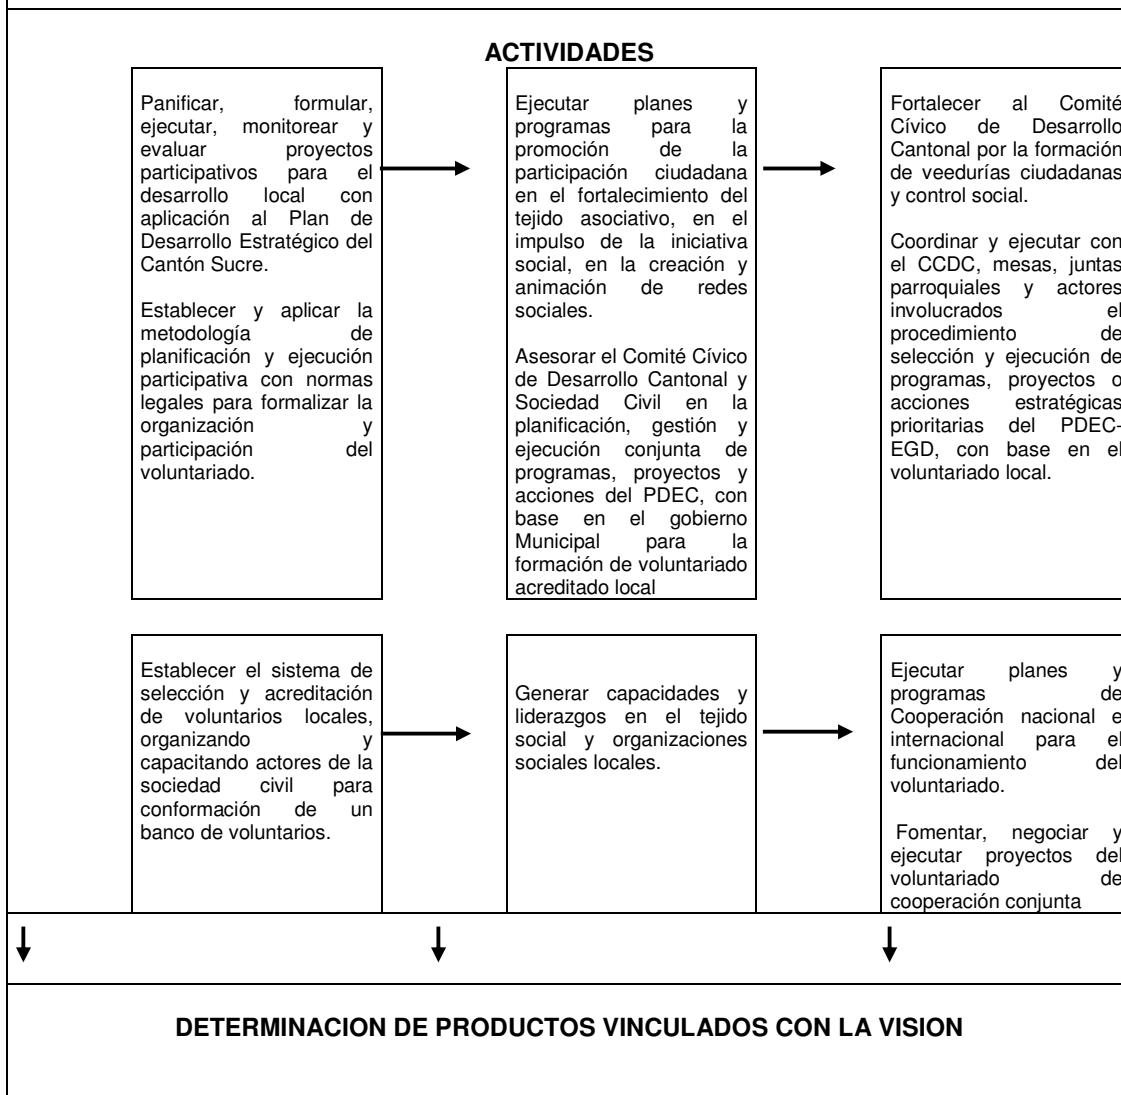 ACTIVIDADES
Panificar, formular,
ejecutar, monitorear y
evaluar proyectos
participativos para el
desarrollo local con
aplicación al Plan de
Desarrollo Estratégico del
Cantón Sucre.
Establecer y aplicar la
metodología de
planificación y ejecución
participativa con normas
legales para formalizar la
organización y
participación del
voluntariado.
Ejecutar planes y
programas para la
promoción de la
participación ciudadana
en el fortalecimiento del
tejido asociativo, en el
impulso de la iniciativa
social, en la creación y
animación de redes
sociales.
Asesorar el Comité Cívico
de Desarrollo Cantonal y
Sociedad Civil en la
planificación, gestión y
ejecución conjunta de
programas, proyectos y
acciones del PDEC, con
base en el gobierno
Municipal para la
formación de voluntariado
acreditado local
Fortalecer al Comité
Cívico de Desarrollo
Cantonal por la formación
de veedurías ciudadanas
y control social.
Coordinar y ejecutar con
el CCDC, mesas, juntas
parroquiales y actores
involucrados el
procedimiento de
selección y ejecución de
programas, proyectos o
acciones estratégicas
prioritarias del PDEC-
EGD, con base en el
voluntariado local.
Establecer el sistema de
selección y acreditación
de voluntarios locales,
organizando y
capacitando actores de la
sociedad civil para
conformación de un
banco de voluntarios.
Generar capacidades y
liderazgos en el tejido
social y organizaciones
sociales locales.
Ejecutar planes y
programas de
Cooperación nacional e
internacional para el
funcionamiento del
voluntariado.
Fomentar, negociar y
ejecutar proyectos del
voluntariado de
cooperación conjunta
DETERMINACION DE PRODUCTOS VINCULADOS CON LA VISION